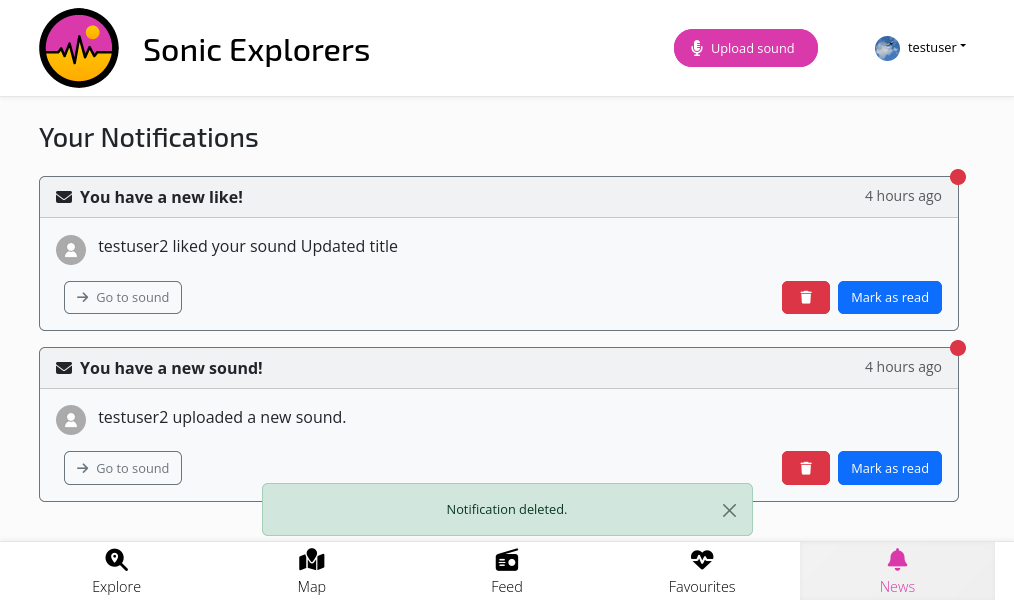 Sonic Explorers
Upload sound
testuser
Your Notifications
You have a new like!
4 hours ago
testuser2 liked your sound Updated title
Go to sound
Mark as read
You have a new sound!
4 hours ago
testuser2 uploaded a new sound.
Go to sound
Mark as read
Notification deleted.
Explore
Map
Feed
Favourites
News